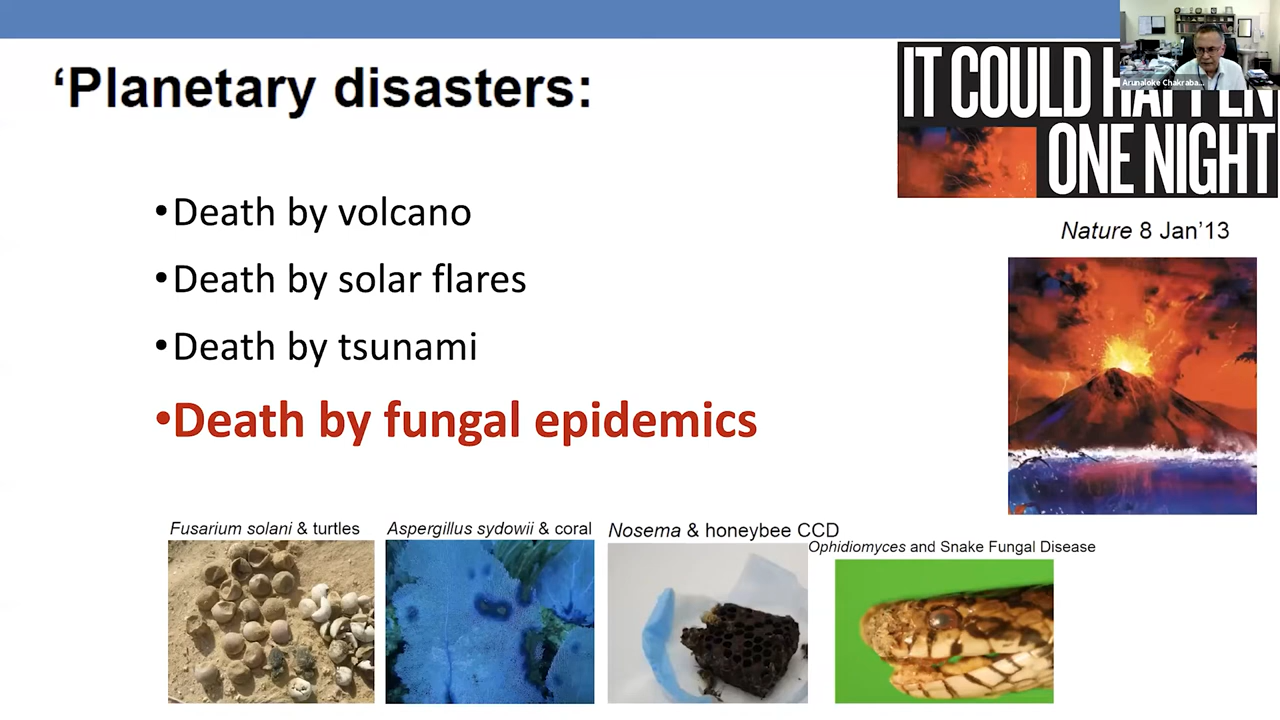 ‘Planetary disasters:
IT COULD HAPPEN
ONE NIGHT
Arunaloke Chakraba...
Nature 8 Jan’13
•Death by volcano
•Death by solar flares
•Death by tsunami
•Death by fungal epidemics
Fusarium solani & turtles
Aspergillus sydowii & coral
Nosema & honeybee CCD
Ophidiomyces and Snake Fungal Disease